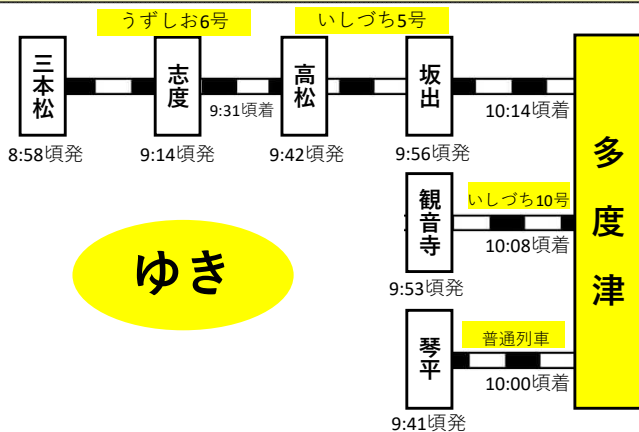 うずしお6号
いしづち5号
三本松
志度
高松
坂出
多度津
9:31頃着
10:14頃着
8:58頃発
9:14頃発
9:42頃発
9:56頃発
観音寺
いしづち10号
10:08頃着
9:53頃発
ゆき
琴平
普通列車
10:00頃着
9:41頃発